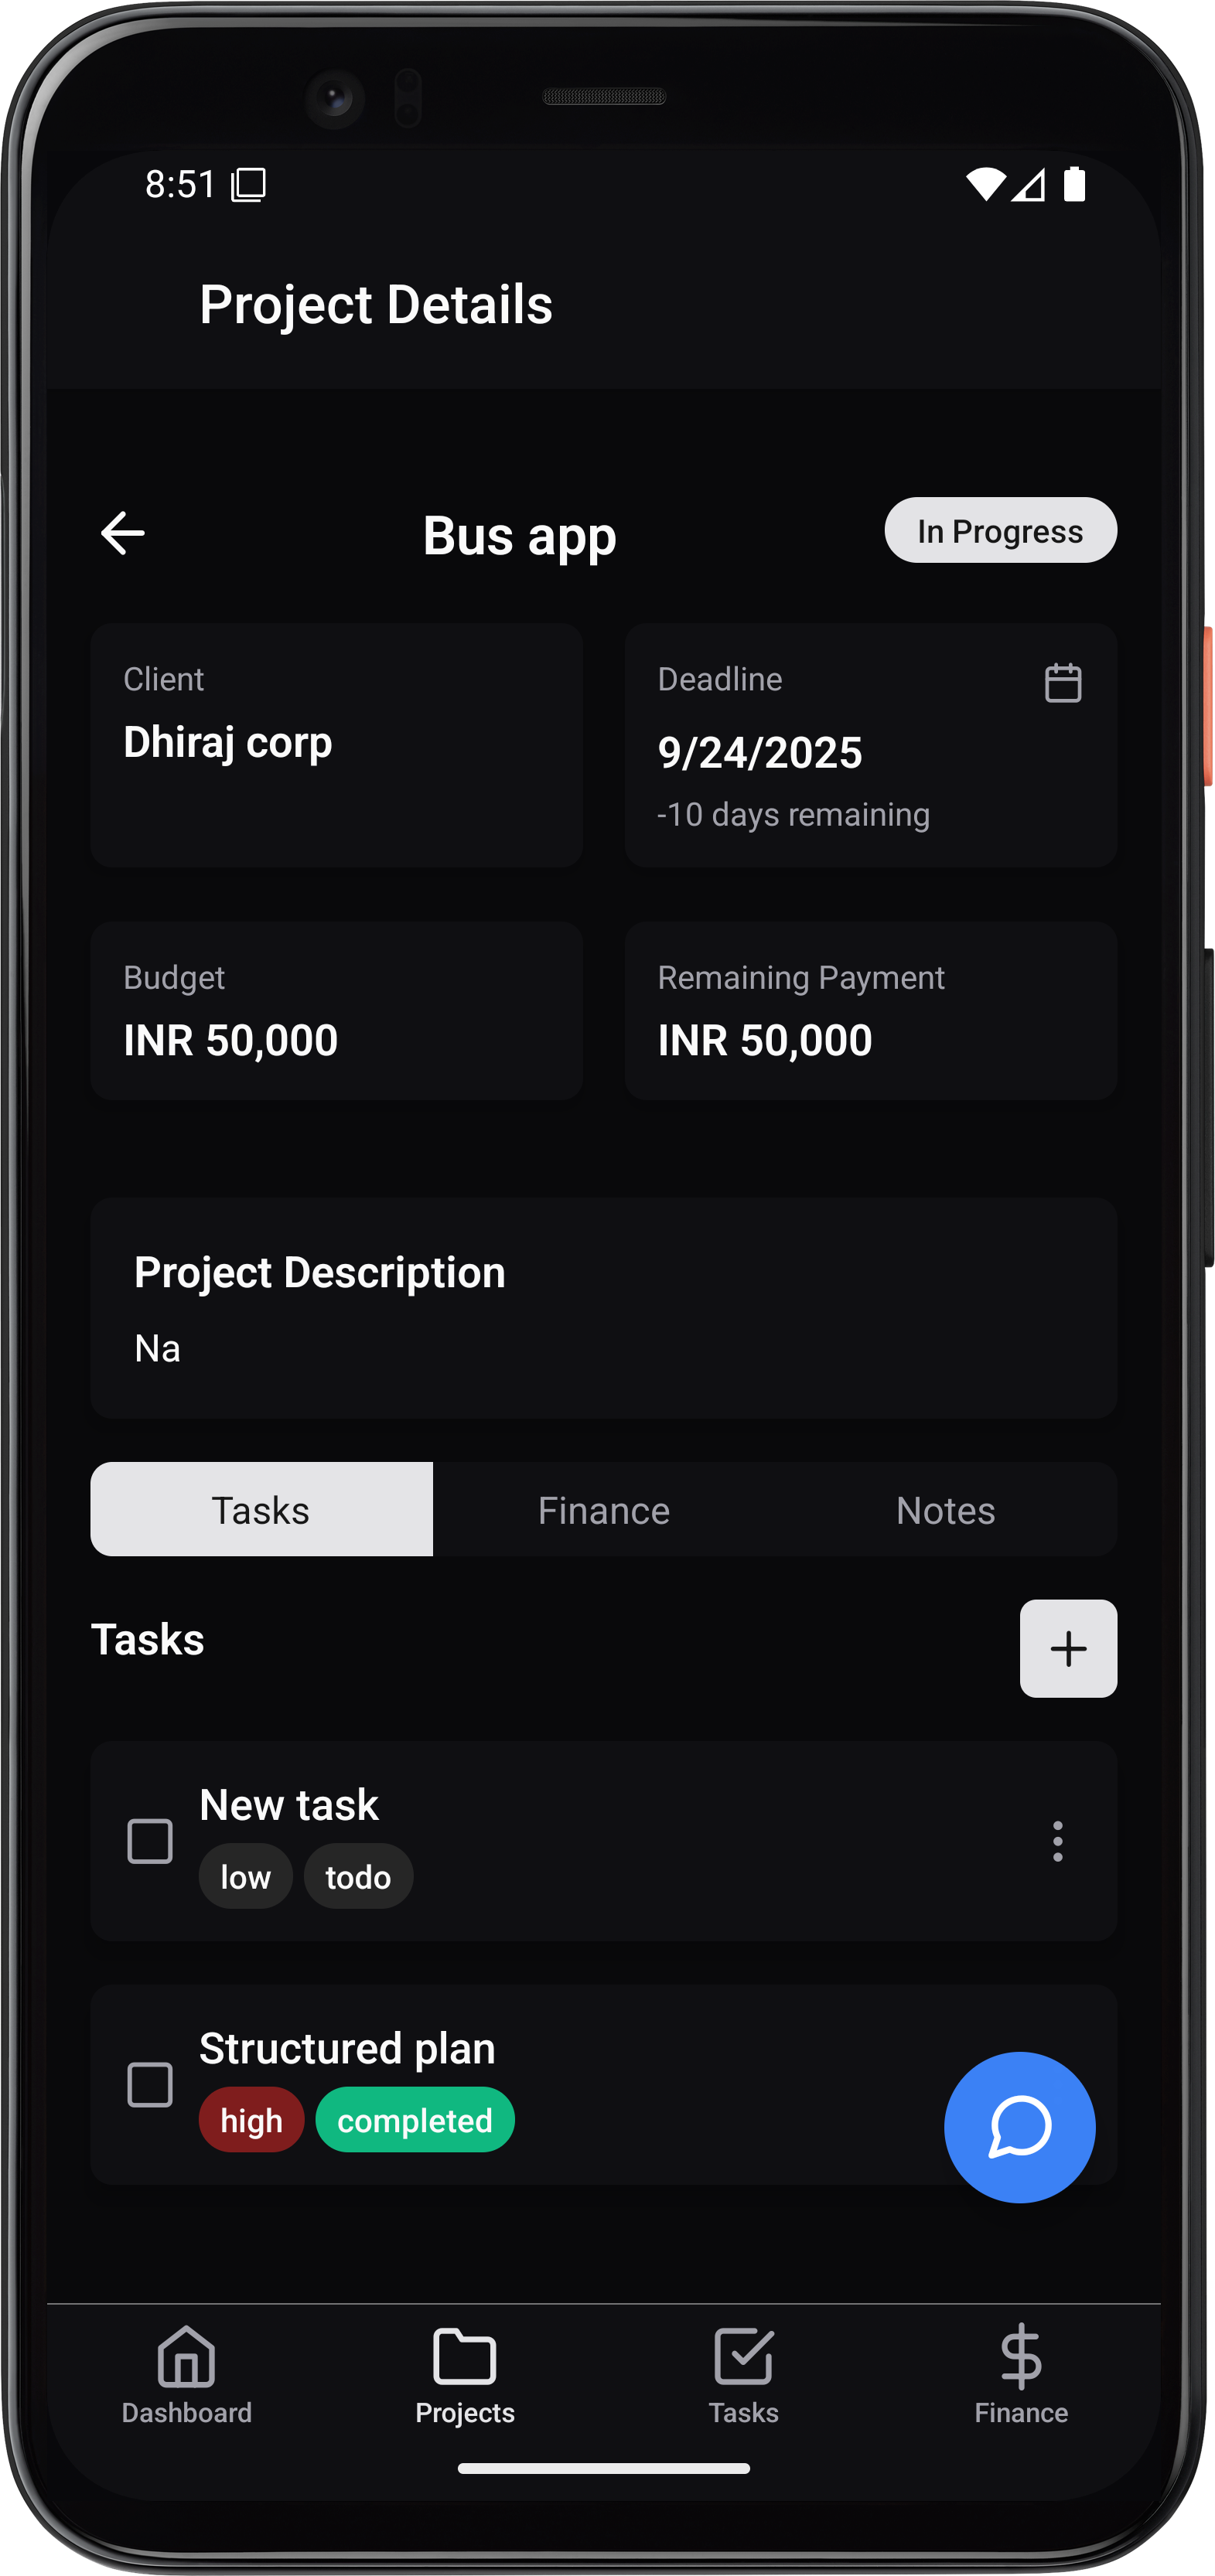 8:51
Project Details
Bus app
In Progress
Client
Dhiraj corp
Deadline
9/24/2025
-10 days remaining
Budget
INR 50,000
Remaining Payment
INR 50,000
Project Description
Na
Tasks
Finance
Notes
Tasks
New task
low
todo
Structured plan
high
completed
Dashboard
Projects
Tasks
Finance